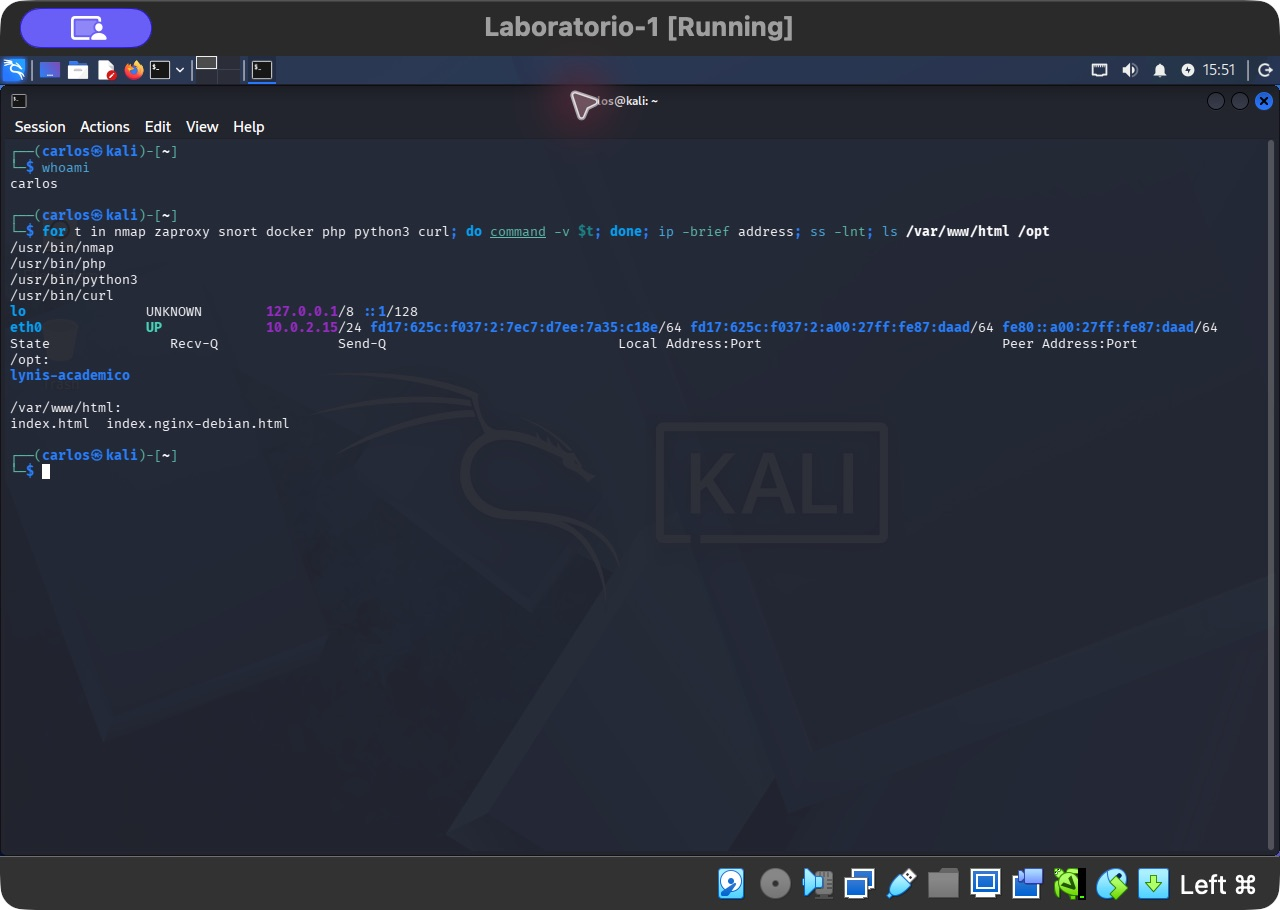 Laboratorio-1 [Running]
15:51
los@kali: ~
Session Actions Edit View Help
┌──(carlos㉿kali)-[~]
└─$ whoami
carlos
┌──(carlos㉿kali)-[~]
└─$ for t in nmap zaproxy snort docker php python3 curl; do command -v $t; done; ip -brief address; ss -lnt; ls /var/www/html /opt
/usr/bin/nmap
/usr/bin/php
/usr/bin/python3
/usr/bin/curl
lo UNKNOWN 127.0.0.1/8 ::1/128
eth0 UP 10.0.2.15/24 fd17:625c:f037:2:7ec7:d7ee:7a35:c18e/64 fd17:625c:f037:2:a00:27ff:fe87:daad/64 fe80::a00:27ff:fe87:daad/64
State Recv-Q Send-Q Local Address:Port Peer Address:Port
/opt:
lynis-academico
/var/www/html:
index.html index.nginx-debian.html
┌──(carlos㉿kali)-[~]
└─$
KALI
Left ⌘